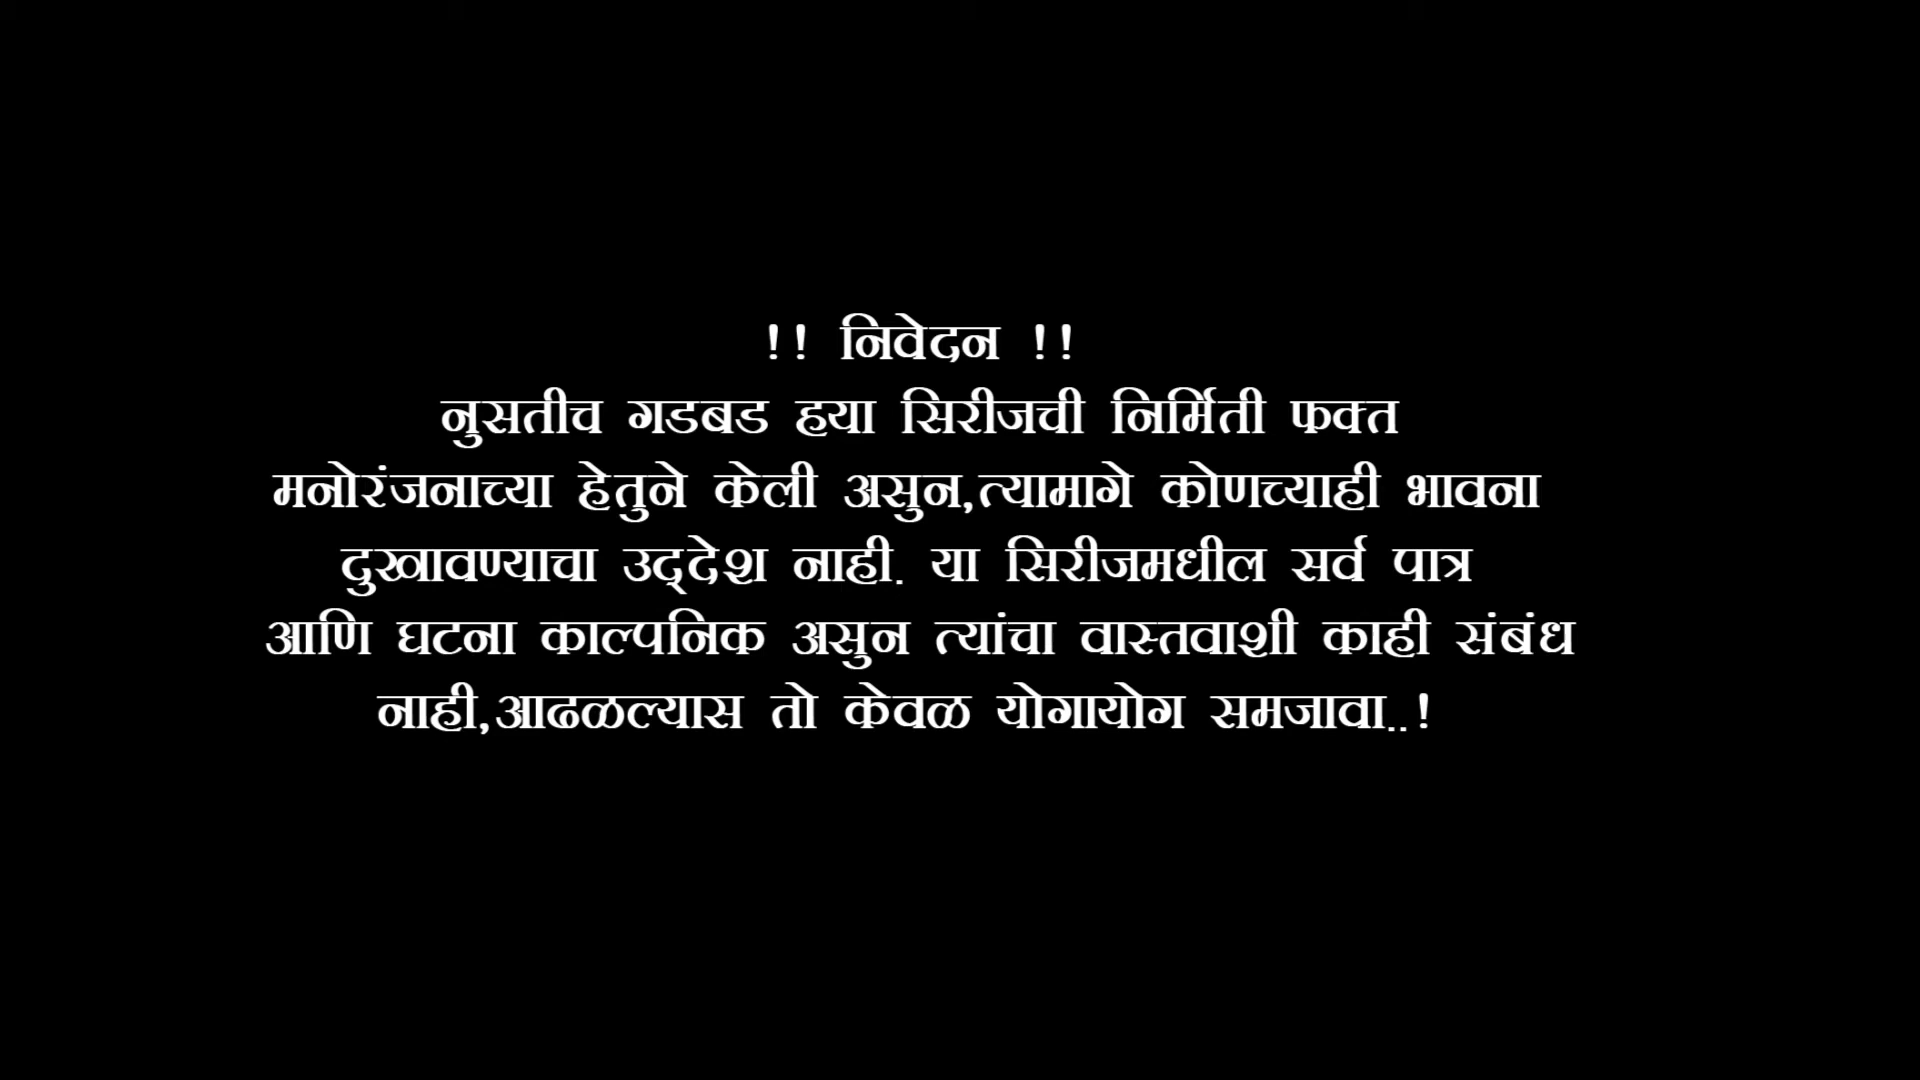 !! निवेदन !!
नुसतीच गडबड हया सिरीजची निर्मिती फक्त
मनोरंजनाच्या हेतुने केली असुन,त्यामागे कोणच्याही भावना
दुखावण्याचा उद्‌देश नाही. या सिरीजमधील सर्व पात्र
आणि घटना काल्पनिक असुन त्यांचा वास्तवाशी काही संबंध
नाही,आढळल्यास तो केवळ योगायोग समजावा..!